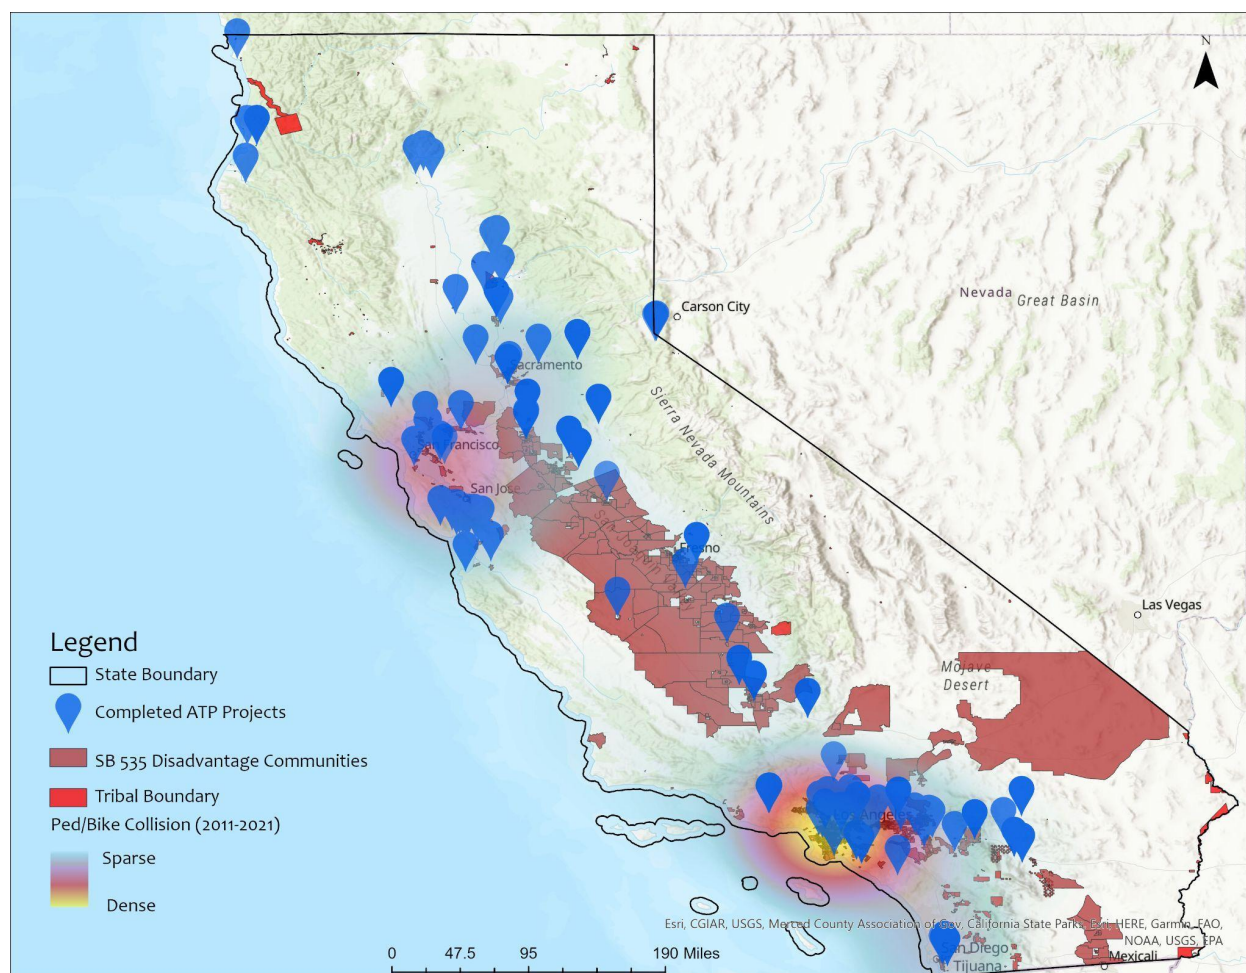 N
Carson City
Nevada
Great Basin
Sacramento
Sierra Nevada Mountains
San Francisco
San Jose
Fresno
Las Vegas
Mojave
Desert
Legend
State Boundary
Completed ATP Projects
SB 535 Disadvantage Communities
Tribal Boundary
Ped/Bike Collision (2011-2021)
Sparse
Dense
Los Angeles
Esri, CGIAR, USGS, Merced County Association of Gov, California State Parks, Esri, HERE, Garmin, FAO,
NOAA, USGS, EPA
San Diego
Tijuana
Mexicali
0 47.5 95 190 Miles